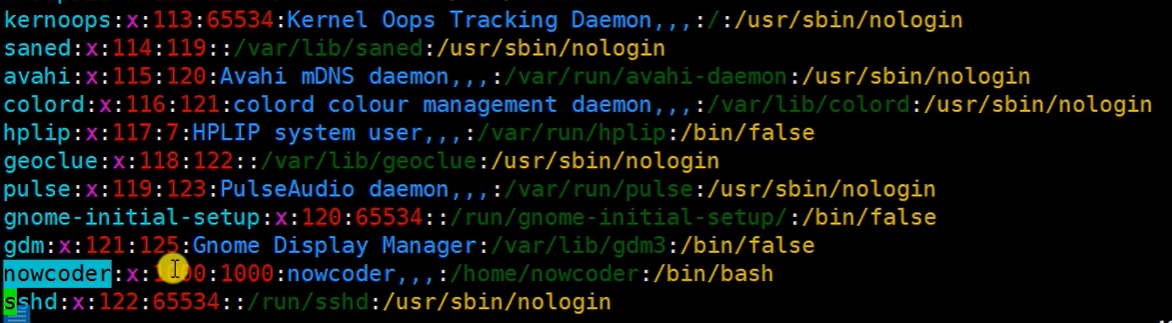 kernoops:x:113:65534:Kernel Oops Tracking Daemon,,,:/:/usr/sbin/nologin
saned:x:114:119::/var/lib/saned:/usr/sbin/nologin
avahi:x:115:120:Avahi mDNS daemon,,,:/var/run/avahi-daemon:/usr/sbin/nologin
colord:x:116:121:colord colour management daemon,,,:/var/lib/colord:/usr/sbin/nologin
hplip:x:117:7:HPLIP system user,,,:/var/run/hplip:/bin/false
geoclue:x:118:122::/var/lib/geoclue:/usr/sbin/nologin
pulse:x:119:123:PulseAudio daemon,,,:/var/run/pulse:/usr/sbin/nologin
gnome-initial-setup:x:120:65534::/run/gnome-initial-setup/:/bin/false
gdm:x:121:125:Gnome Display Manager:/var/lib/gdm3:/bin/false
nowcoder:x:1000:1000:nowcoder,,,:/home/nowcoder:/bin/bash
sshd:x:122:65534::/run/sshd:/usr/sbin/nologin